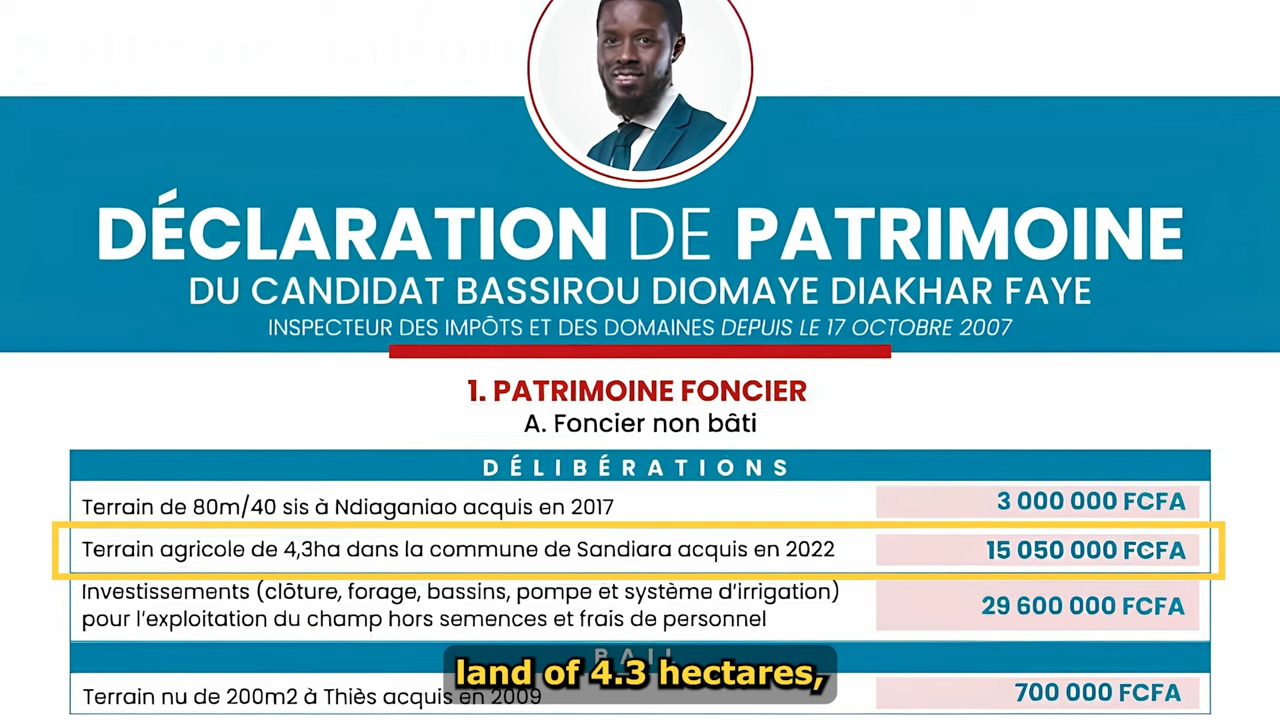 DÉCLARATION DE PATRIMOINE
DU CANDIDAT BASSIROU DIOMAYE DIAKHAR FAYE
INSPECTEUR DES IMPÔTS ET DES DOMAINES DEPUIS LE 17 OCTOBRE 2007
1. PATRIMOINE FONCIER
A. Foncier non bâti
DÉLIBÉRATIONS
Terrain de 80m/40 sis à Ndiaganiao acquis en 2017 3 000 000 FCFA
Terrain agricole de 4,3ha dans la commune de Sandiara acquis en 2022 15 050 000 FCFA
Investissements (clôture, forage, bassins, pompe et système d'irrigation)
pour l'exploitation du champ hors semences et frais de personnel 29 600 000 FCFA
BAIL
land of 4.3 hectares,
Terrain nu de 200m2 à Thiès acquis en 2009 700 000 FCFA